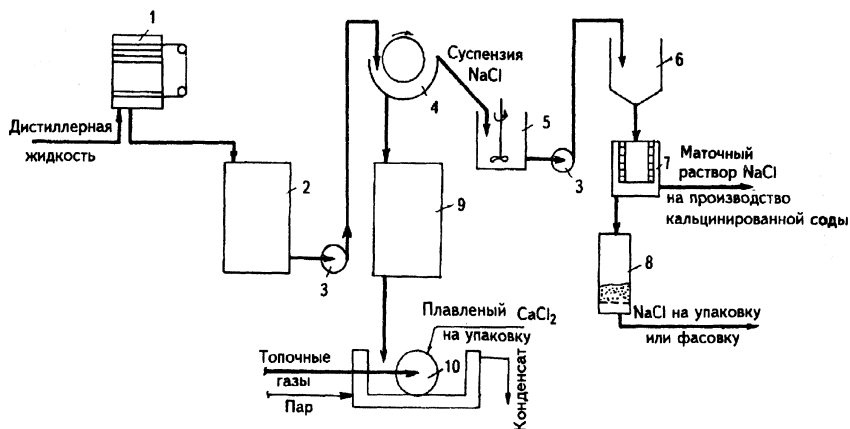 1
Дистиллерная
жидкость
2
3
4
Суспензия
NaCl
5
3
6
7
Маточный
раствор NaCl
на производство
кальцинированной соды
8
NaCl на упаковку
или фасовку
9
Плавленый CaCl₂
на упаковку
Топочные
газы
Пар
10
Конденсат